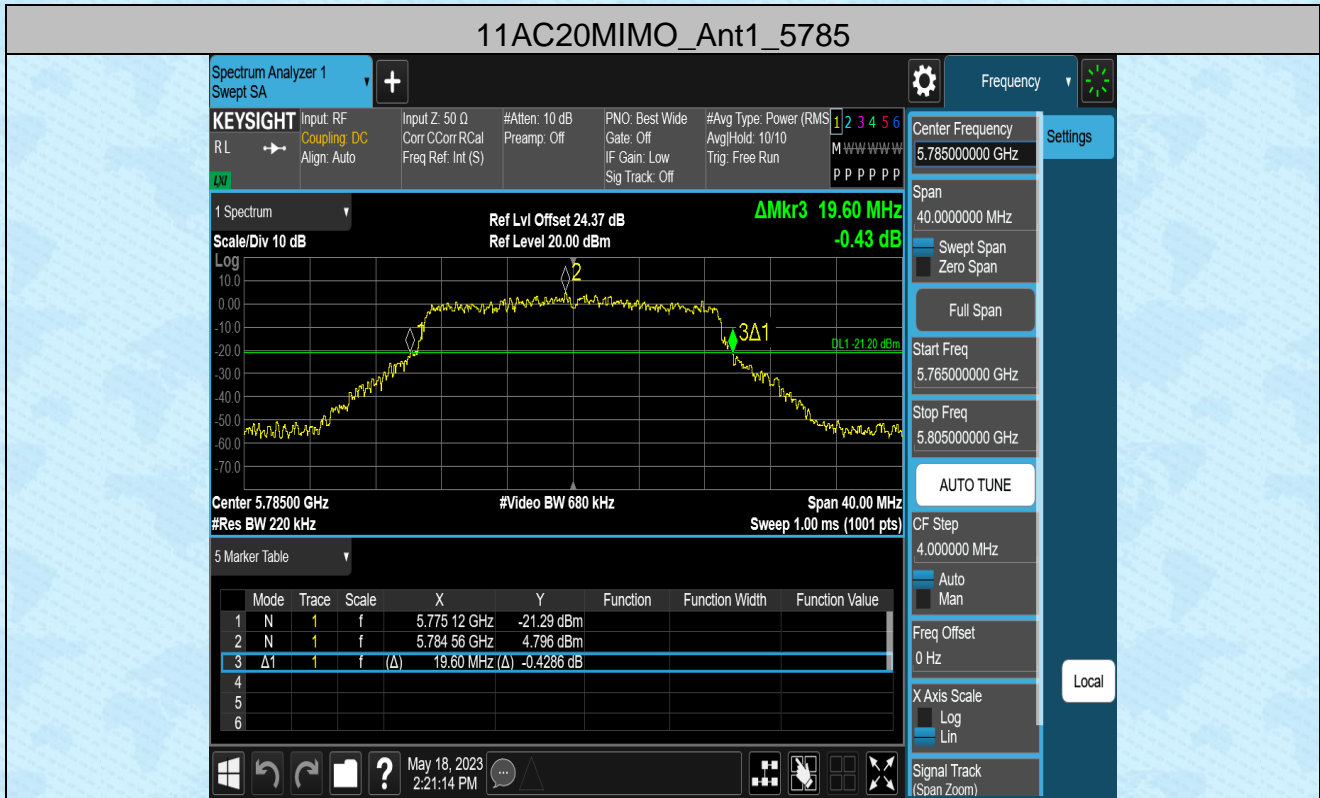 11AC20MIMO_Ant1_5785
Spectrum Analyzer 1
Swept SA
Frequency
KEYSIGHT
R L
LXI
Input: RF
Coupling: DC
Align: Auto
Input Z: 50 Ω
Corr CCorr RCal
Freq Ref: Int (S)
#Atten: 10 dB
Preamp: Off
PNO: Best Wide
Gate: Off
IF Gain: Low
Sig Track: Off
#Avg Type: Power (RMS
Avg|Hold: 10/10
Trig: Free Run
1 2 3 4 5 6
M W W W W W
P P P P P P
1 Spectrum
Scale/Div 10 dB
Ref Lvl Offset 24.37 dB
Ref Level 20.00 dBm
ΔMkr3 19.60 MHz
-0.43 dB
Log
10.0
0.00
-10.0
-20.0
-30.0
-40.0
-50.0
-60.0
-70.0
1
2
3Δ1
DL1 -21.20 dBm
Center 5.78500 GHz
#Res BW 220 kHz
#Video BW 680 kHz
Span 40.00 MHz
Sweep 1.00 ms (1001 pts)
5 Marker Table
Mode Trace Scale X Y Function Function Width Function Value
1 N 1 f 5.775 12 GHz -21.29 dBm
2 N 1 f 5.784 56 GHz 4.796 dBm
3 Δ1 1 f (Δ) 19.60 MHz (Δ) -0.4286 dB
4
5
6
?
May 18, 2023
2:21:14 PM
Center Frequency
5.785000000 GHz
Settings
Span
40.0000000 MHz
Swept Span
Zero Span
Full Span
Start Freq
5.765000000 GHz
Stop Freq
5.805000000 GHz
AUTO TUNE
CF Step
4.000000 MHz
Auto
Man
Freq Offset
0 Hz
X Axis Scale
Log
Lin
Local
Signal Track
(Span Zoom)